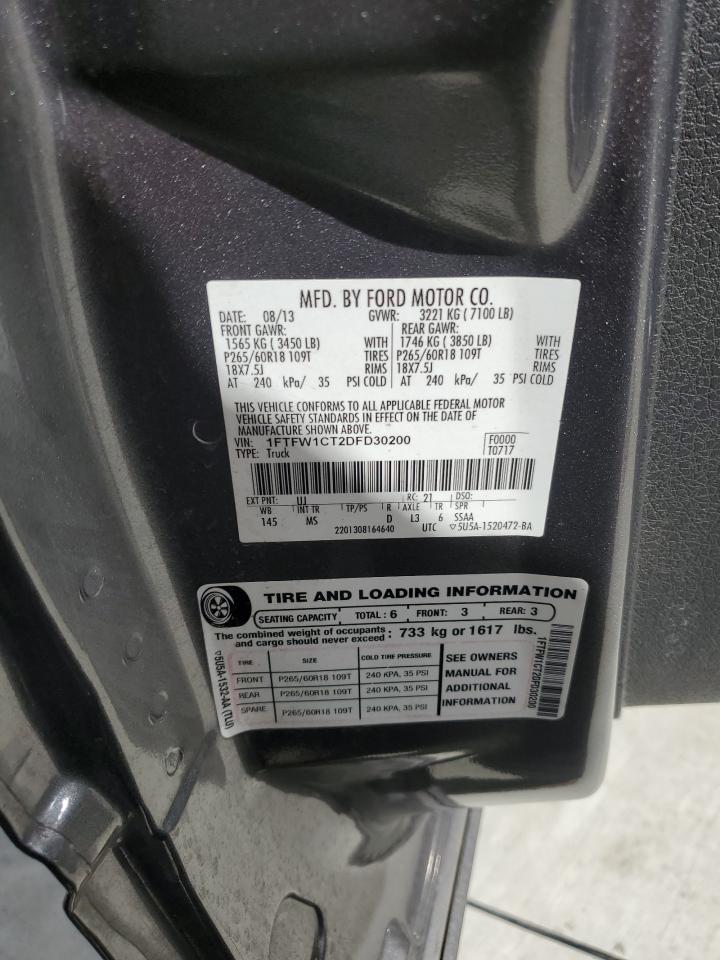 MFD. BY FORD MOTOR CO.
DATE: 08/13 GVWR: 3221 KG ( 7100 LB)
FRONT GAWR: REAR GAWR:
1565 KG ( 3450 LB) WITH 1746 KG ( 3850 LB) WITH
P265/60R18 109T TIRES P265/60R18 109T TIRES
18X7.5J RIMS 18X7.5J RIMS
AT 240 kPa/ 35 PSI COLD AT 240 kPa/ 35 PSI COLD
THIS VEHICLE CONFORMS TO ALL APPLICABLE FEDERAL MOTOR
VEHICLE SAFETY STANDARDS IN EFFECT ON THE DATE OF
MANUFACTURE SHOWN ABOVE.
VIN: 1FTFW1CT2DFD30200 F0000
TYPE: Truck T0717
EXT PNT: UJ RC: 21 DSO:
WB INT TR TP/PS R AXLE TR SPR
145 MS D L3 6 SSAA
2201308164640 UTC ▽5U5A-1520472-BA
TIRE AND LOADING INFORMATION
SEATING CAPACITY TOTAL: 6 FRONT: 3 REAR: 3
The combined weight of occupants and cargo should never exceed : 733 kg or 1617 lbs.
TIRE SIZE COLD TIRE PRESSURE
FRONT P265/60R18 109T 240 KPA, 35 PSI
REAR P265/60R18 109T 240 KPA, 35 PSI
SPARE P265/60R18 109T 240 KPA, 35 PSI
SEE OWNERS
MANUAL FOR
ADDITIONAL
INFORMATION
▽5U5A-1532-AA (TLU)
1FTFW1CT2DFD30200